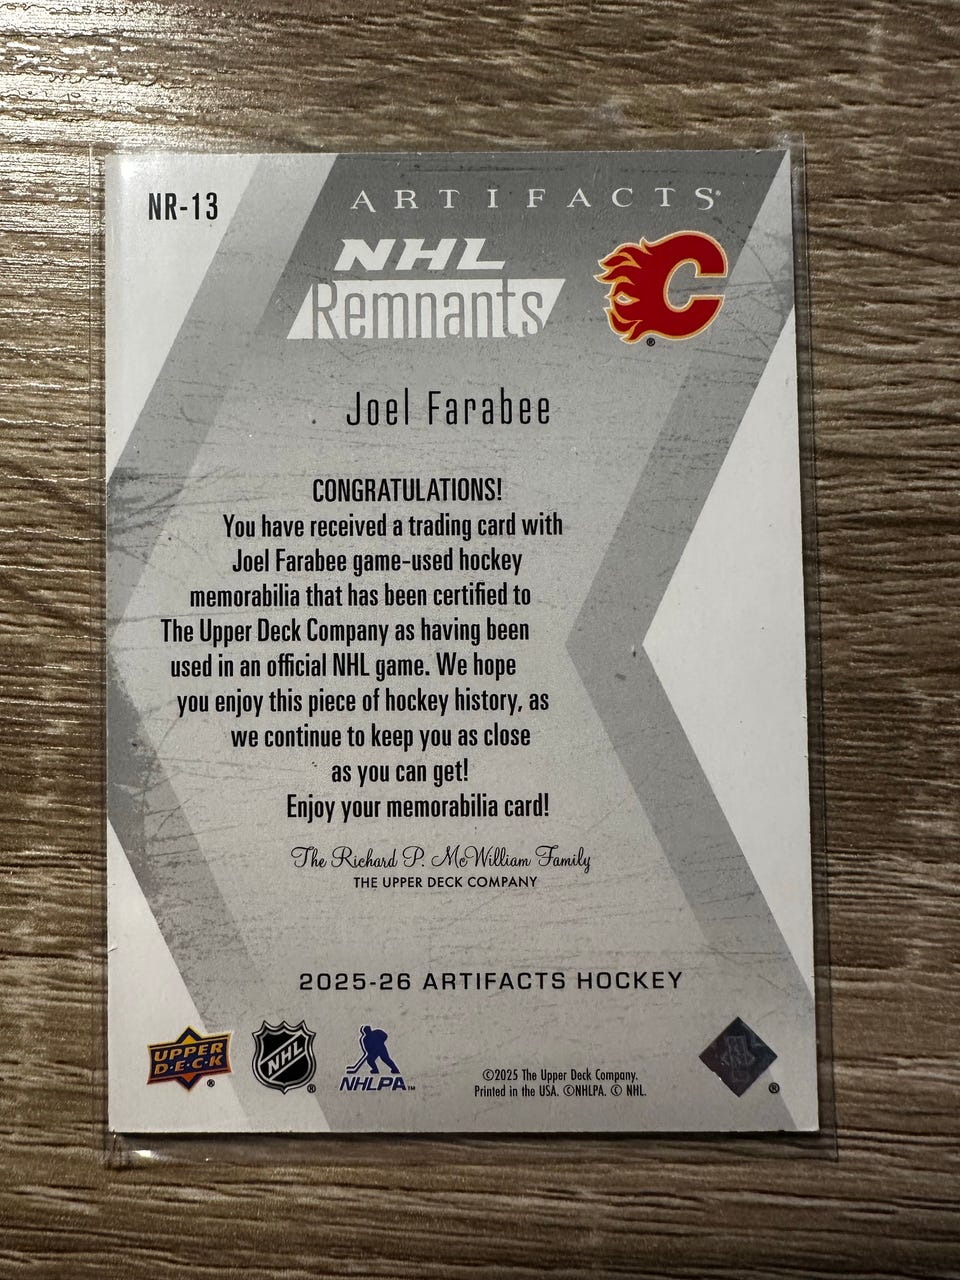 NR-13
ARTIFACTS®
NHL
Remnants
C
®
Joel Farabee
CONGRATULATIONS!
You have received a trading card with
Joel Farabee game-used hockey
memorabilia that has been certified to
The Upper Deck Company as having been
used in an official NHL game. We hope
you enjoy this piece of hockey history, as
we continue to keep you as close
as you can get!
Enjoy your memorabilia card!
The Richard P. McWilliam Family
THE UPPER DECK COMPANY
2025-26 ARTIFACTS HOCKEY
UPPER
D·E·C·K
®
NHL
®
NHLPA™
©2025 The Upper Deck Company.
Printed in the USA. ©NHLPA. © NHL.
®